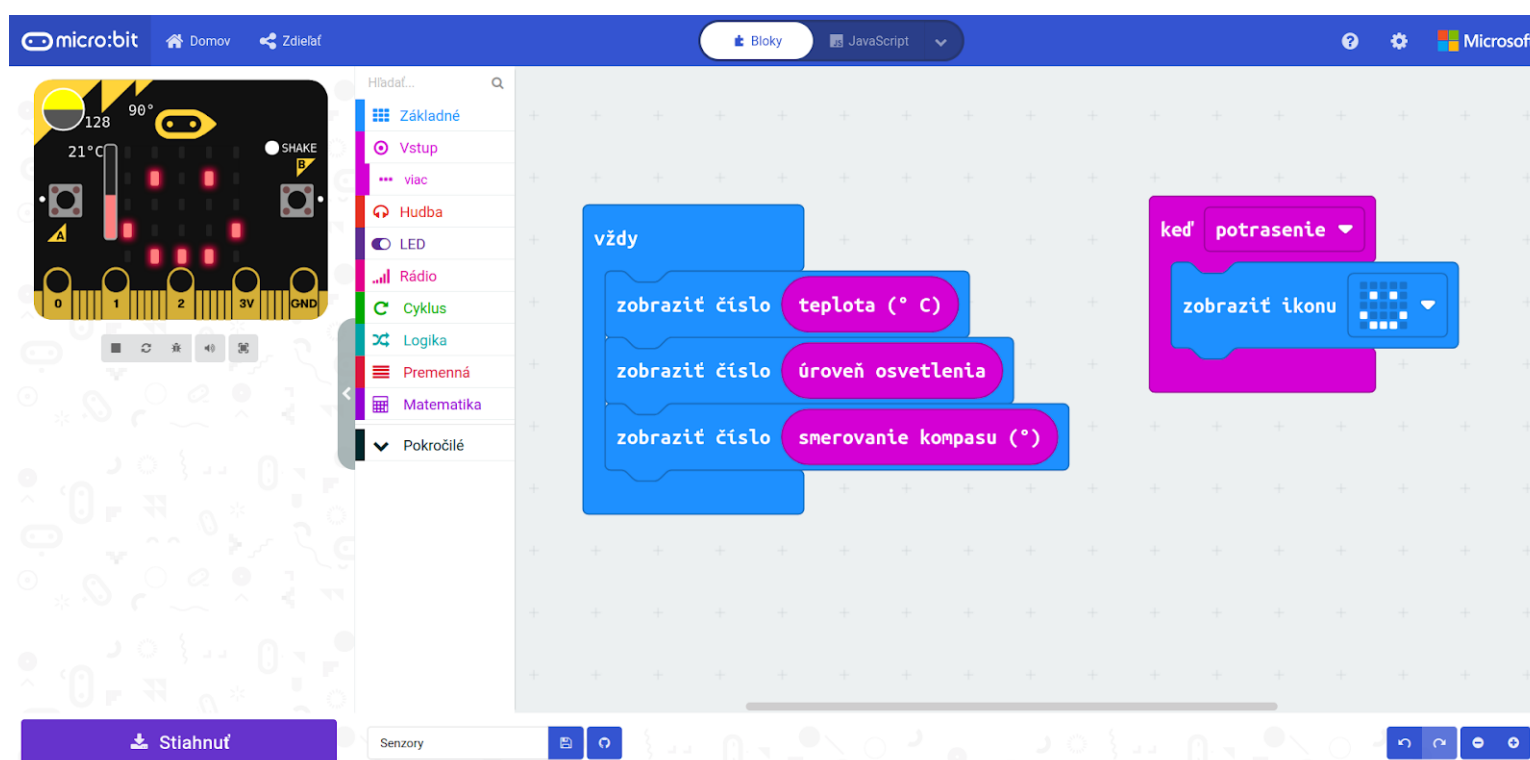 micro:bit
Domov
Zdieľať
Bloky
JS JavaScript
?
Microsof
128
90°
21°C
SHAKE
B
A
0 1 2 3V GND
Hľadať...
Základné
Vstup
viac
Hudba
LED
Rádio
Cyklus
Logika
Premenná
Matematika
Pokročilé
vždy
zobraziť číslo teplota (° C)
zobraziť číslo úroveň osvetlenia
zobraziť číslo smerovanie kompasu (°)
keď potrasenie
zobraziť ikonu
Stiahnuť
Senzory